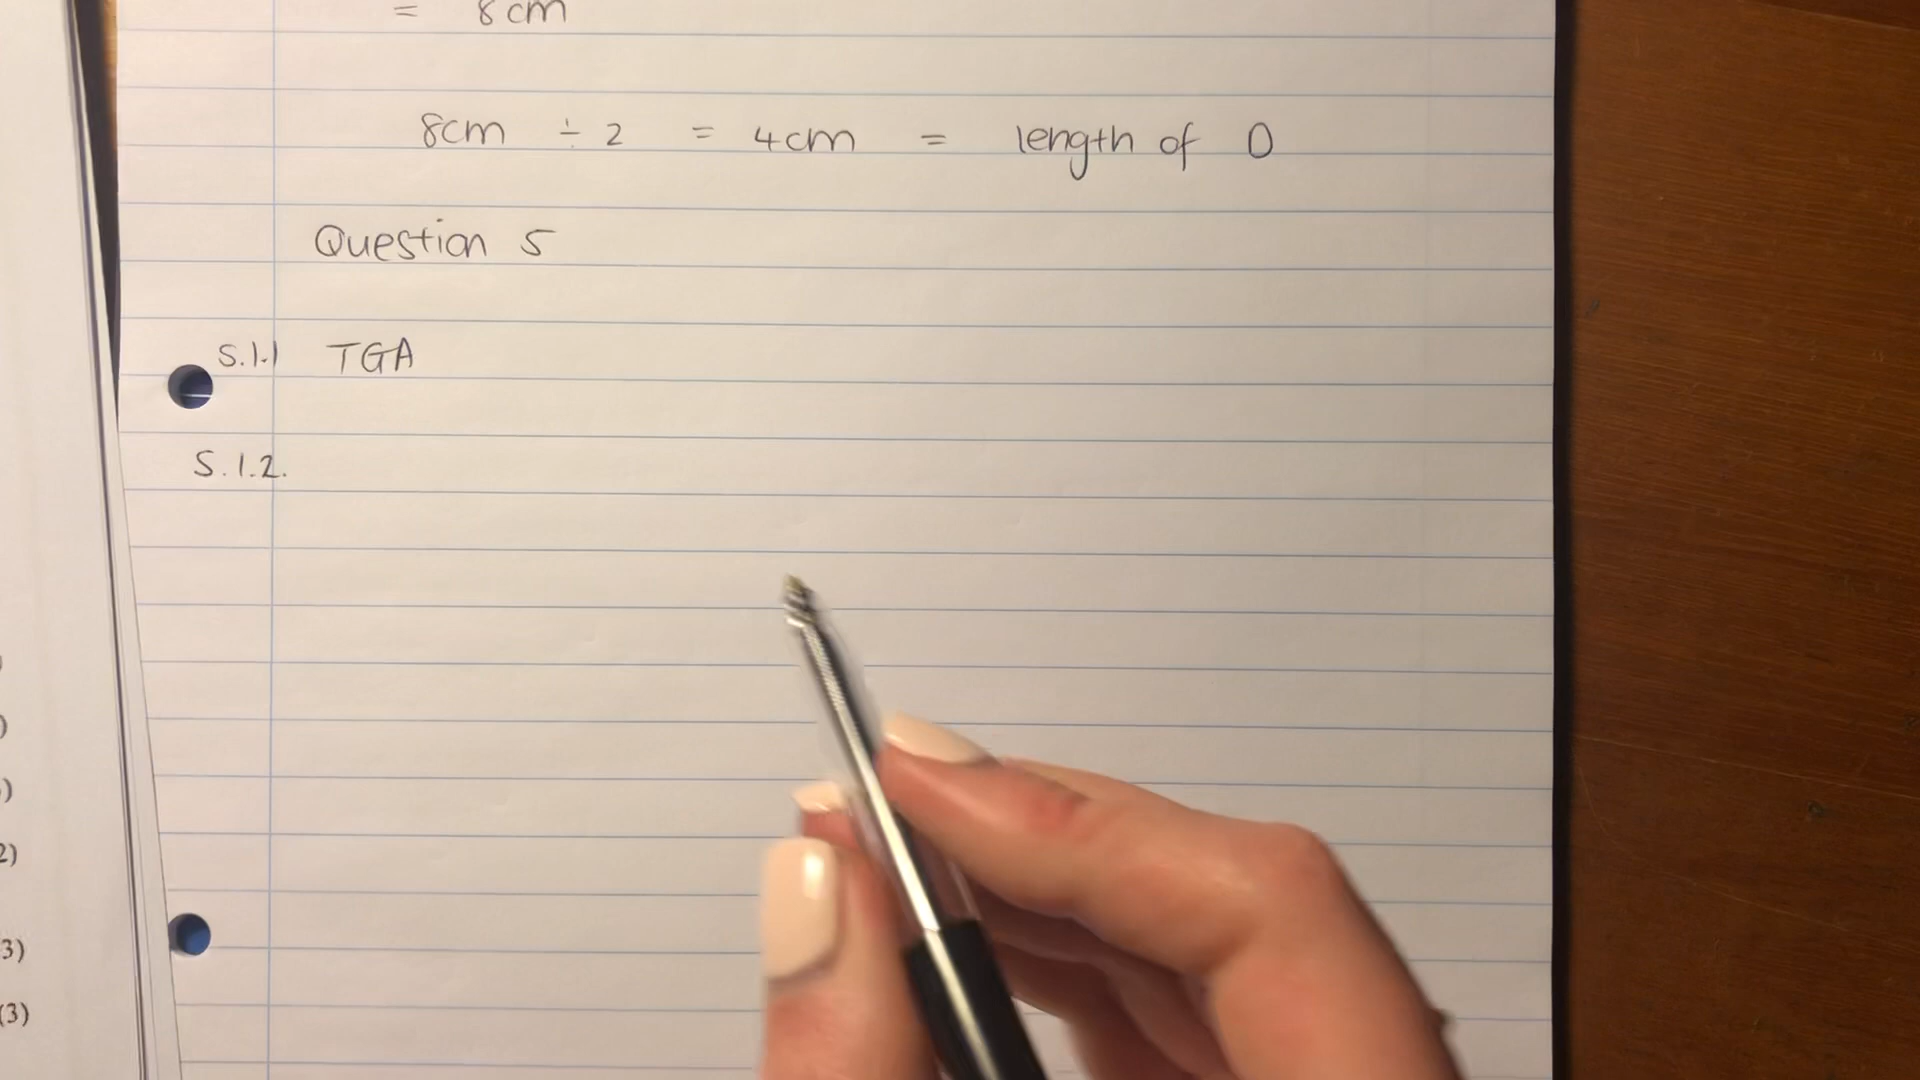 = 8cm
8cm ÷ 2 = 4cm = length of O
Question 5
5.1.1 TGA
5.1.2.
)
)
)
2)
3)
(3)